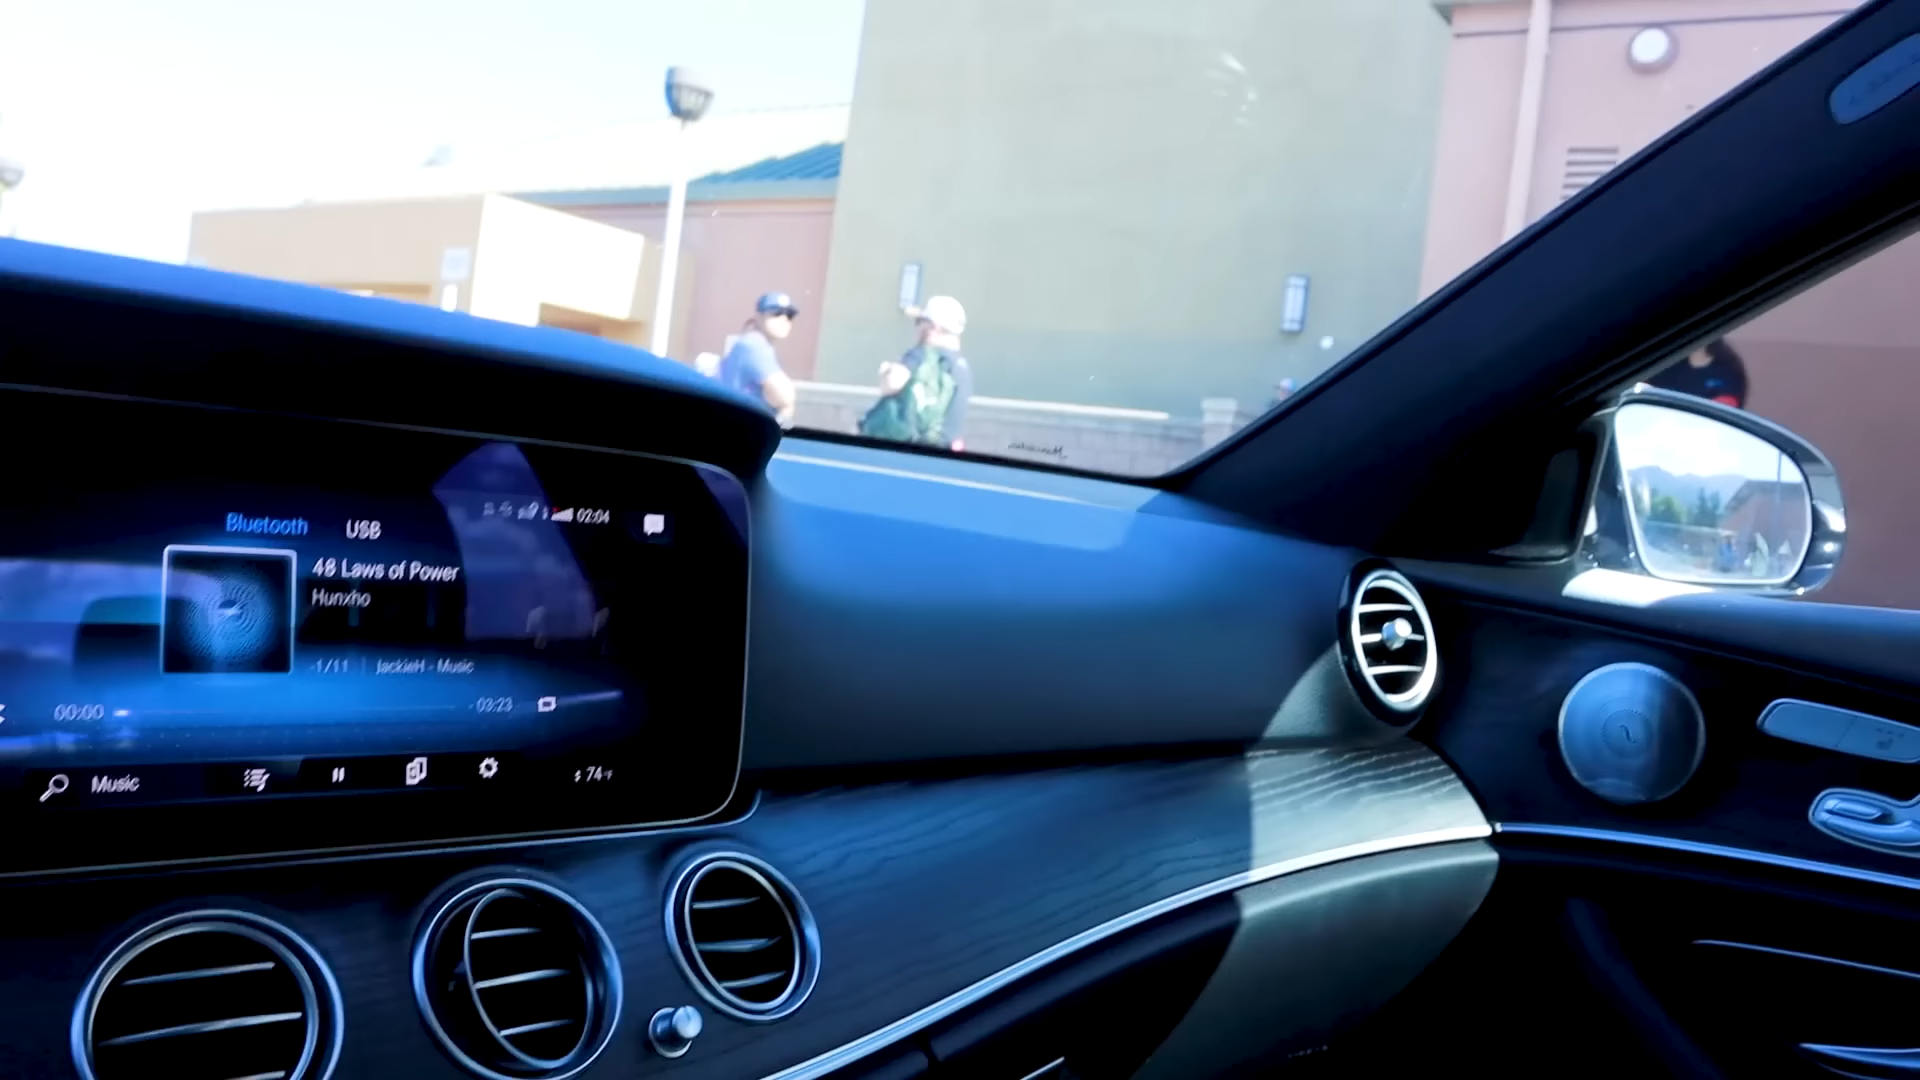 Bluetooth USB
02:04
48 Laws of Power
Hunxho
-1/11 | JackieH - Music
00:00
-03:23
Music
74°F